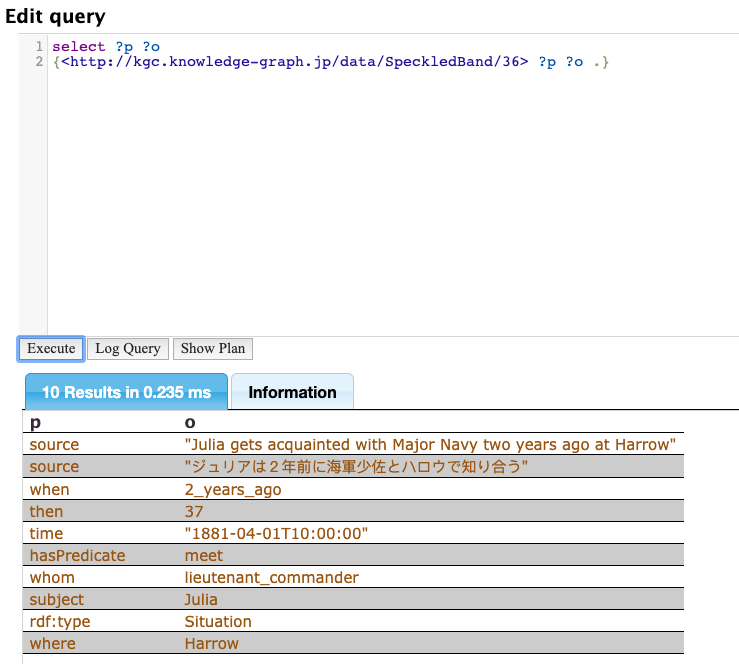 Edit query
1 select ?p ?o
2 {<http://kgc.knowledge-graph.jp/data/SpeckledBand/36> ?p ?o .}
Execute Log Query Show Plan
10 Results in 0.235 ms Information
p o
source "Julia gets acquainted with Major Navy two years ago at Harrow"
source "ジュリアは２年前に海軍少佐とハロウで知り合う"
when 2_years_ago
then 37
time "1881-04-01T10:00:00"
hasPredicate meet
whom lieutenant_commander
subject Julia
rdf:type Situation
where Harrow